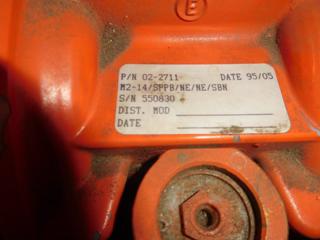 E
P/N 02-2711 DATE 95/05
M2-14/SPPB/NE/NE/SBN
S/N 550830
DIST. MOD
DATE